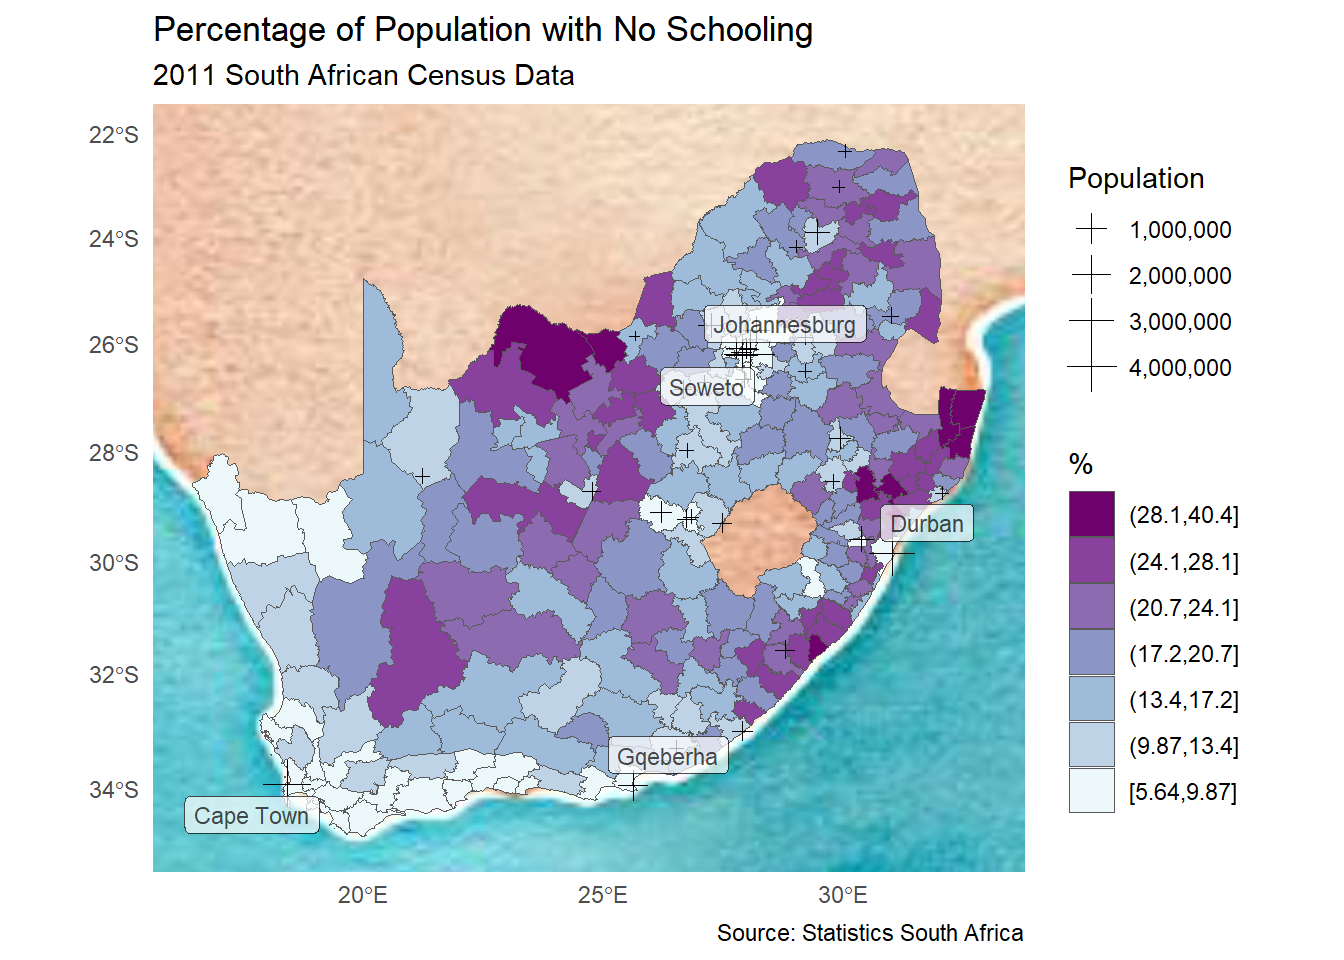 Percentage of Population with No Schooling
2011 South African Census Data
22°S
24°S
26°S
28°S
30°S
32°S
34°S
Johannesburg
Soweto
Durban
Gqeberha
Cape Town
20°E
25°E
30°E
Population
1,000,000
2,000,000
3,000,000
4,000,000
%
(28.1,40.4]
(24.1,28.1]
(20.7,24.1]
(17.2,20.7]
(13.4,17.2]
(9.87,13.4]
[5.64,9.87]
Source: Statistics South Africa